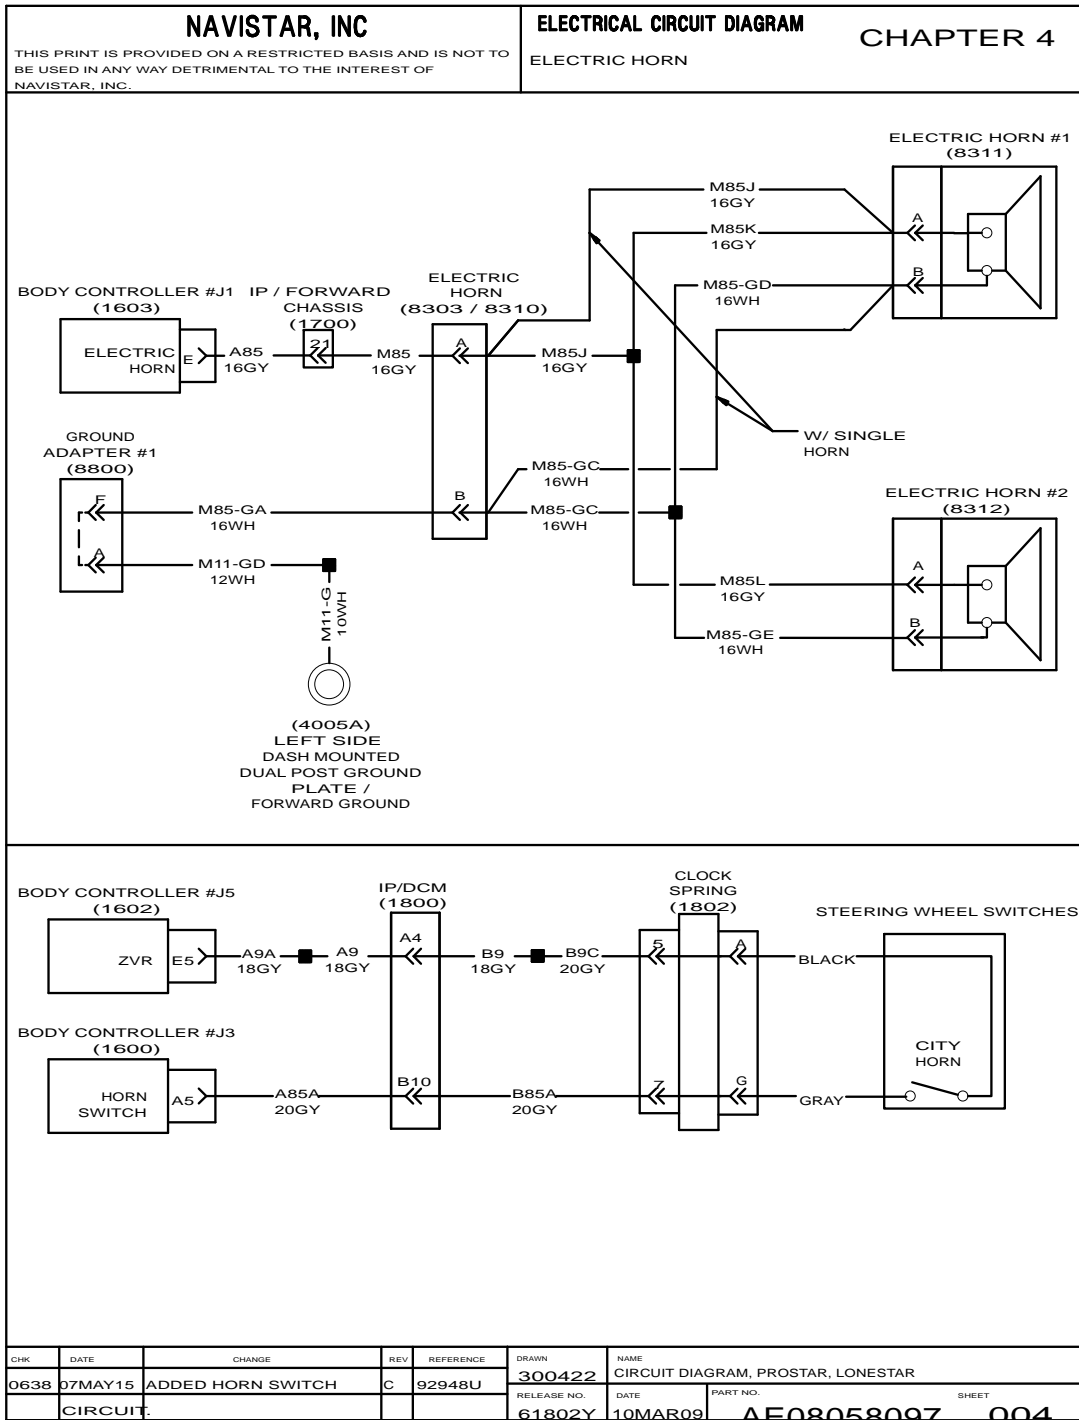 NAVISTAR, INC
THIS PRINT IS PROVIDED ON A RESTRICTED BASIS AND IS NOT TO
BE USED IN ANY WAY DETRIMENTAL TO THE INTEREST OF
NAVISTAR, INC.
ELECTRICAL CIRCUIT DIAGRAM
CHAPTER 4
ELECTRIC HORN
ELECTRIC HORN #1
(8311)
M85J
16GY
A
M85K
16GY
B
M85-GD
16WH
BODY CONTROLLER #J1
(1603)
ELECTRIC
HORN
E
A85
16GY
IP / FORWARD
CHASSIS
(1700)
21
M85
16GY
ELECTRIC
HORN
(8303 / 8310)
A
M85J
16GY
W/ SINGLE
HORN
GROUND
ADAPTER #1
(8800)
F
M85-GA
16WH
B
M85-GC
16WH
M85-GC
16WH
A
M11-GD
12WH
M11-G
10WH
ELECTRIC HORN #2
(8312)
A
M85L
16GY
B
M85-GE
16WH
(4005A)
LEFT SIDE
DASH MOUNTED
DUAL POST GROUND
PLATE /
FORWARD GROUND
BODY CONTROLLER #J5
(1602)
ZVR
E5
A9A
18GY
A9
18GY
IP/DCM
(1800)
A4
B9
18GY
B9C
20GY
CLOCK
SPRING
(1802)
5
A
BLACK
STEERING WHEEL SWITCHES
CITY
HORN
BODY CONTROLLER #J3
(1600)
HORN
SWITCH
A5
A85A
20GY
B10
B85A
20GY
7
G
GRAY
CHK DATE CHANGE REV REFERENCE
0638 07MAY15 ADDED HORN SWITCH C 92948U
CIRCUIT.
DRAWN
300422
NAME
CIRCUIT DIAGRAM, PROSTAR, LONESTAR
RELEASE NO.
61802Y
DATE
10MAR09
PART NO.
AE08058097
SHEET
004